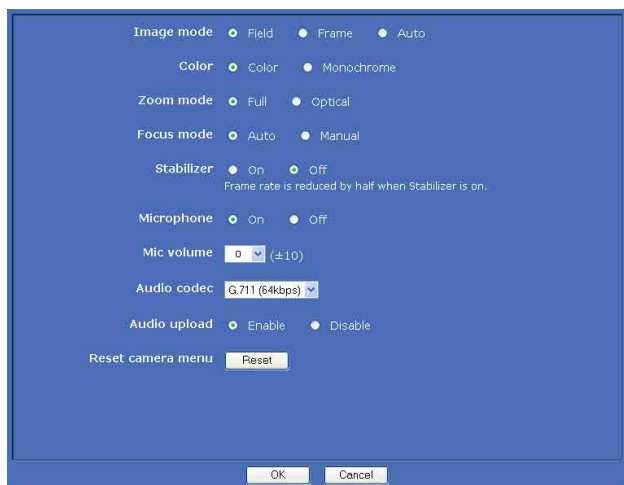 Image mode Field Frame Auto
Color Color Monochrome
Zoom mode Full Optical
Focus mode Auto Manual
Stabilizer On Off
Frame rate is reduced by half when Stabilizer is on.
Microphone On Off
Mic volume 0 (±10)
Audio codec G.711 (64kbps)
Audio upload Enable Disable
Reset camera menu Reset
OK Cancel